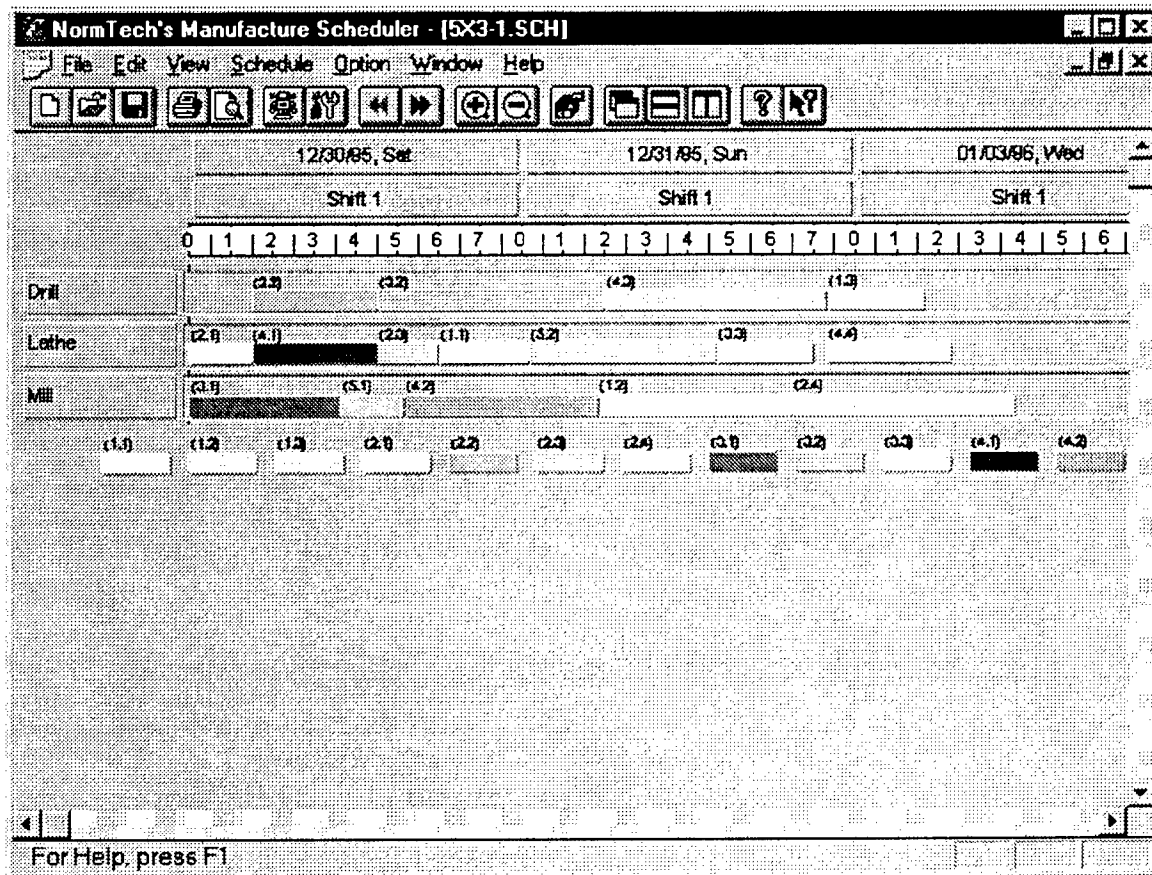 NormTech's Manufacture Scheduler - [5X3-1.SCH]
File Edit View Schedule Option Window Help
12/30/95, Sat 12/31/95, Sun 01/03/96, Wed
Shift 1 Shift 1 Shift 1
0 1 2 3 4 5 6 7 0 1 2 3 4 5 6 7 0 1 2 3 4 5 6
(2.2) (3.2) (4.3) (1.3)
Drill
(2.1) (4.1) (2.3) (1.1) (5.2) (3.3) (4.4)
Lathe
(3.1) (5.1) (4.2) (1.2) (2.4)
Mill
(1.1) (1.2) (1.3) (2.1) (2.2) (2.3) (2.4) (3.1) (3.2) (3.3) (4.1) (4.2)
For Help, press F1